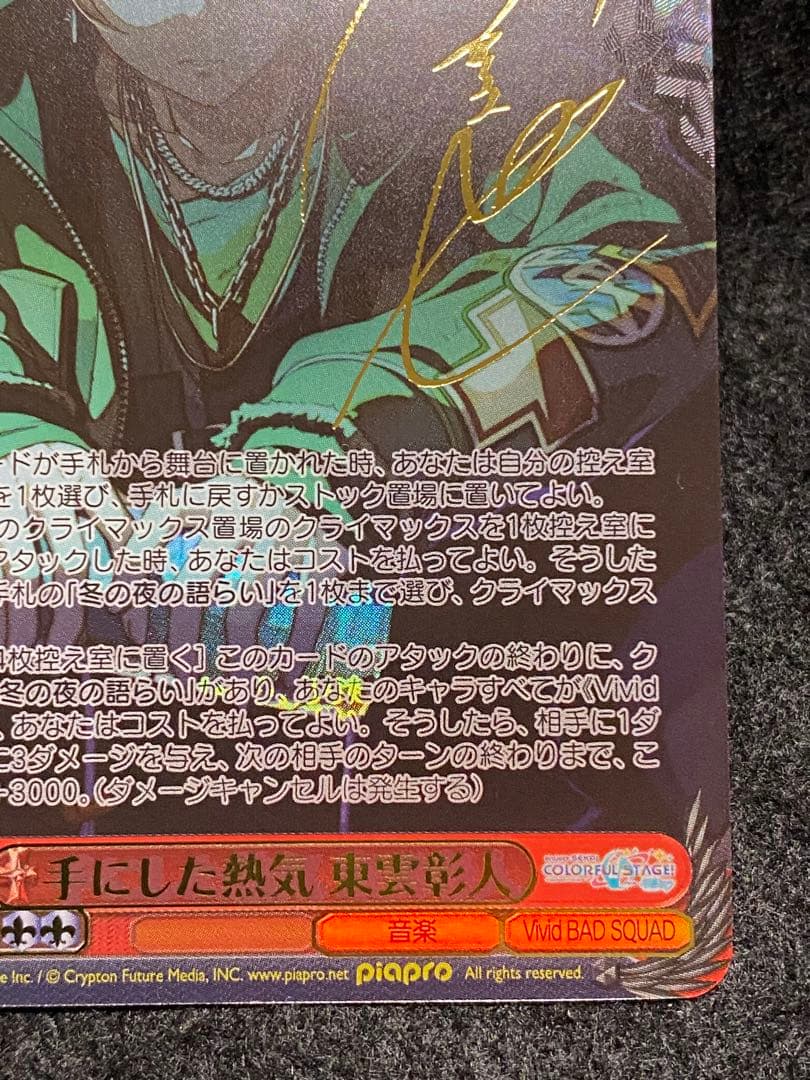 ードが手札から舞台に置かれた時、あなたは自分の控え室
を1枚選び、手札に戻すかストック置場に置いてよい。
のクライマックス置場のクライマックスを1枚控え室に
アタックした時、あなたはコストを払ってよい。そうした
手札の「冬の夜の語らい」を1枚まで選び、クライマックス
枚控え室に置く］このカードのアタックの終わりに、ク
冬の夜の語らい」があり、あなたのキャラすべてが《Vivid
、あなたはコストを払ってよい。そうしたら、相手に1ダ
に3ダメージを与え、次の相手のターンの終わりまで、こ
+3000。（ダメージキャンセルは発生する）
手にした熱気 東雲彰人
COLORFUL STAGE!
音楽
Vivid BAD SQUAD
e Inc. / © Crypton Future Media, INC. www.piapro.net piapro All rights reserved.